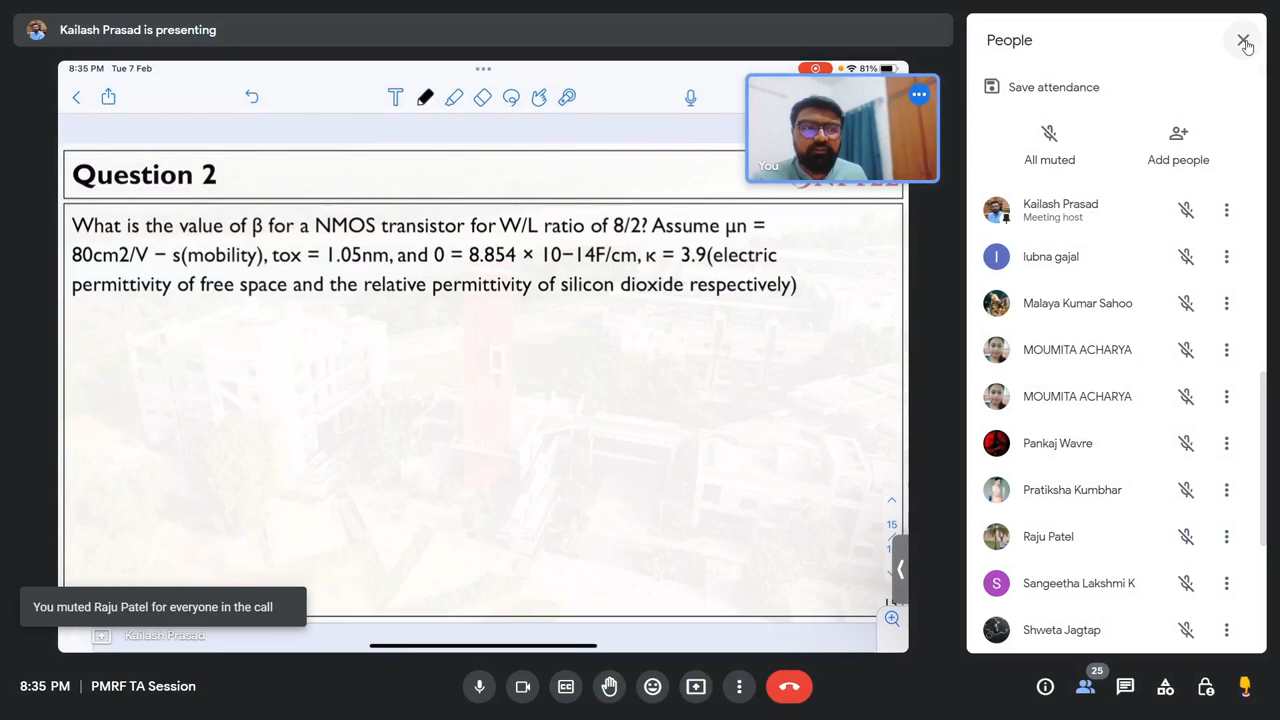 Kailash Prasad is presenting
8:35 PM Tue 7 Feb
81%
Question 2
What is the value of β for a NMOS transistor for W/L ratio of 8/2? Assume μn =
80cm2/V − s(mobility), tox = 1.05nm, and 0 = 8.854 × 10−14F/cm, κ = 3.9(electric
permittivity of free space and the relative permittivity of silicon dioxide respectively)
You
15
You muted Raju Patel for everyone in the call
Kailash Prasad
People
Save attendance
All muted
Add people
Kailash Prasad
Meeting host
I
lubna gajal
Malaya Kumar Sahoo
MOUMITA ACHARYA
MOUMITA ACHARYA
Pankaj Wavre
Pratiksha Kumbhar
Raju Patel
S
Sangeetha Lakshmi K
Shweta Jagtap
8:35 PM
PMRF TA Session
25